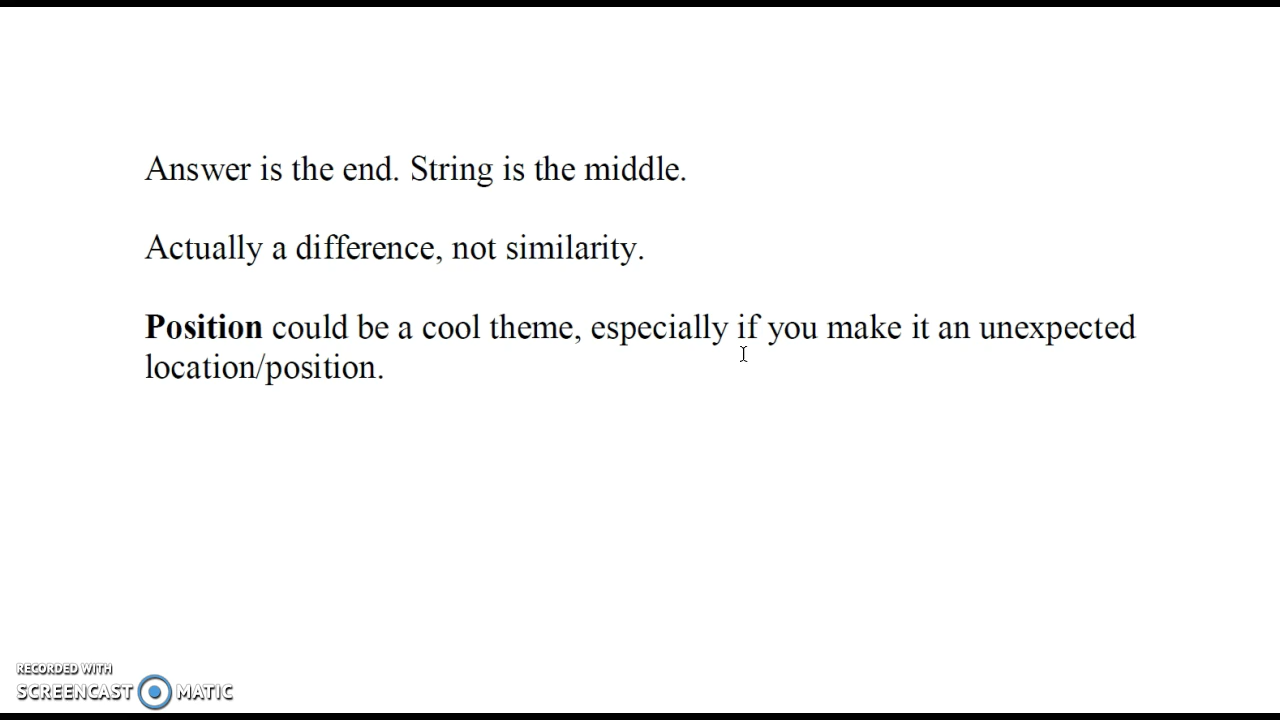 Answer is the end. String is the middle.
Actually a difference, not similarity.
Position could be a cool theme, especially if you make it an unexpected
location/position.
RECORDED WITH
SCREENCAST MATIC